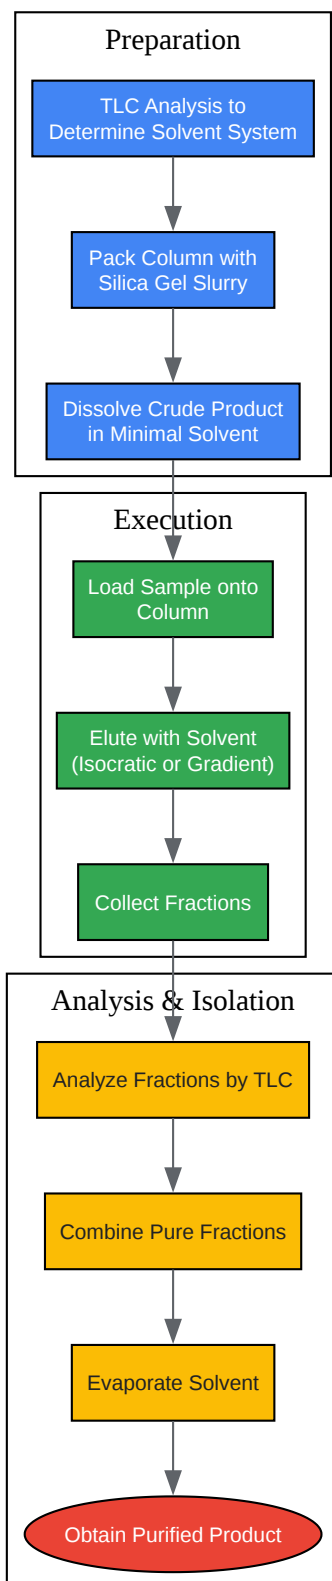 Preparation
TLC Analysis to
Determine Solvent System
Pack Column with
Silica Gel Slurry
Dissolve Crude Product
in Minimal Solvent
Execution
Load Sample onto
Column
Elute with Solvent
(Isocratic or Gradient)
Collect Fractions
Analysis & Isolation
Analyze Fractions by TLC
Combine Pure Fractions
Evaporate Solvent
Obtain Purified Product